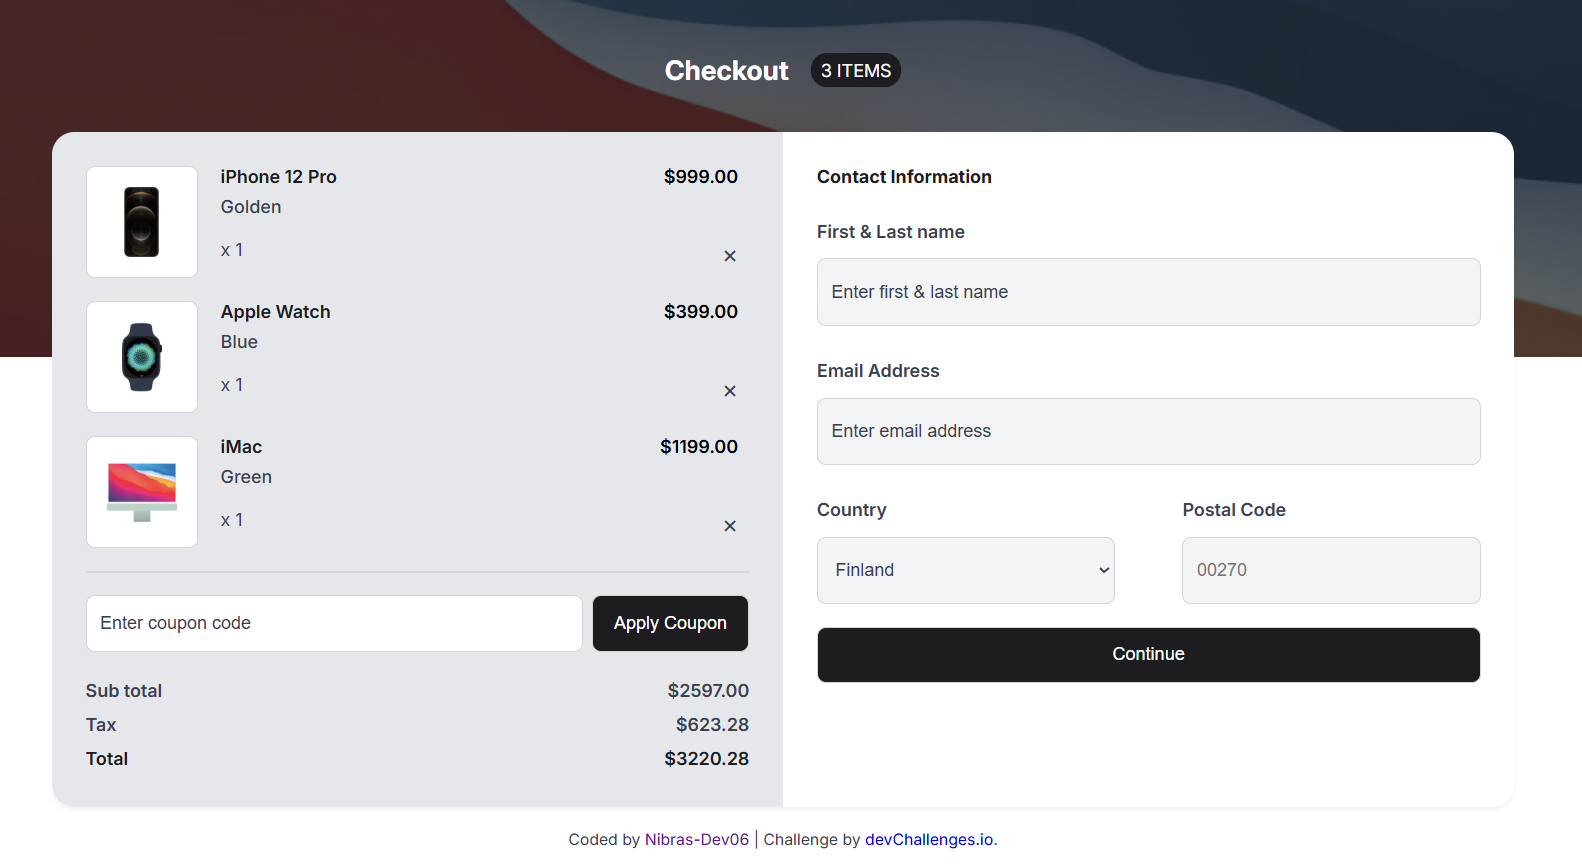 Checkout 3 ITEMS
iPhone 12 Pro $999.00
Golden
x 1 ✕
Apple Watch $399.00
Blue
x 1 ✕
iMac $1199.00
Green
x 1 ✕
Enter coupon code Apply Coupon
Sub total $2597.00
Tax $623.28
Total $3220.28
Contact Information
First & Last name
Enter first & last name
Email Address
Enter email address
Country Postal Code
Finland 00270
Continue
Coded by Nibras-Dev06 | Challenge by devChallenges.io.